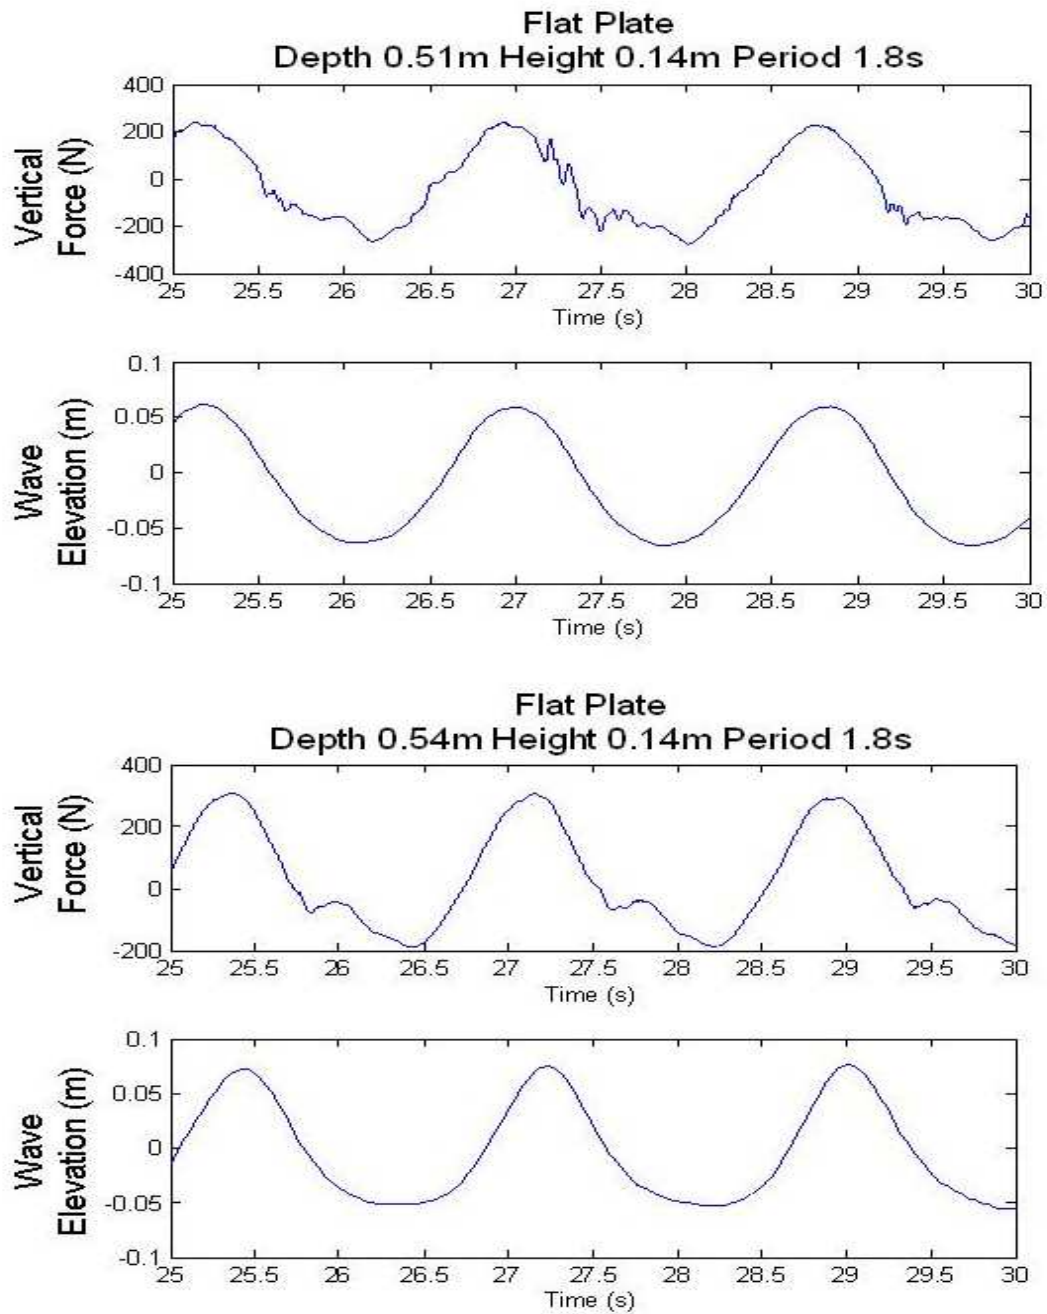 Flat Plate
Depth 0.51m Height 0.14m Period 1.8s
Vertical
Force (N)
400
200
0
-200
-400
25 25.5 26 26.5 27 27.5 28 28.5 29 29.5 30
Time (s)
Wave
Elevation (m)
0.1
0.05
0
-0.05
-0.1
25 25.5 26 26.5 27 27.5 28 28.5 29 29.5 30
Time (s)
Flat Plate
Depth 0.54m Height 0.14m Period 1.8s
Vertical
Force (N)
400
200
0
-200
25 25.5 26 26.5 27 27.5 28 28.5 29 29.5 30
Time (s)
Wave
Elevation (m)
0.1
0.05
0
-0.05
-0.1
25 25.5 26 26.5 27 27.5 28 28.5 29 29.5 30
Time (s)